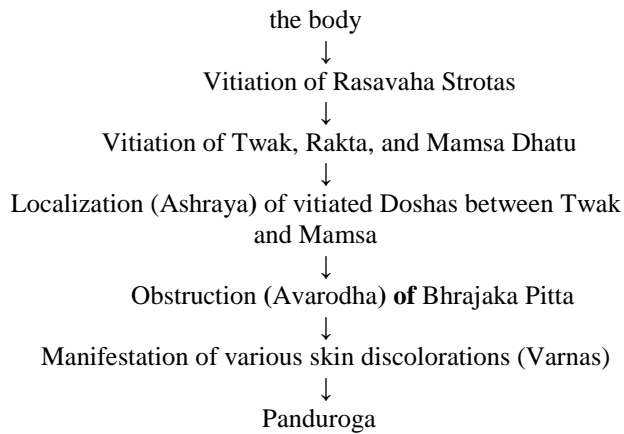 the body
↓
Vitiation of Rasavaha Strotas
↓
Vitiation of Twak, Rakta, and Mamsa Dhatu
↓
Localization (Ashraya) of vitiated Doshas between Twak
and Mamsa
↓
Obstruction (Avarodha) of Bhrajaka Pitta
↓
Manifestation of various skin discolorations (Varnas)
↓
Panduroga